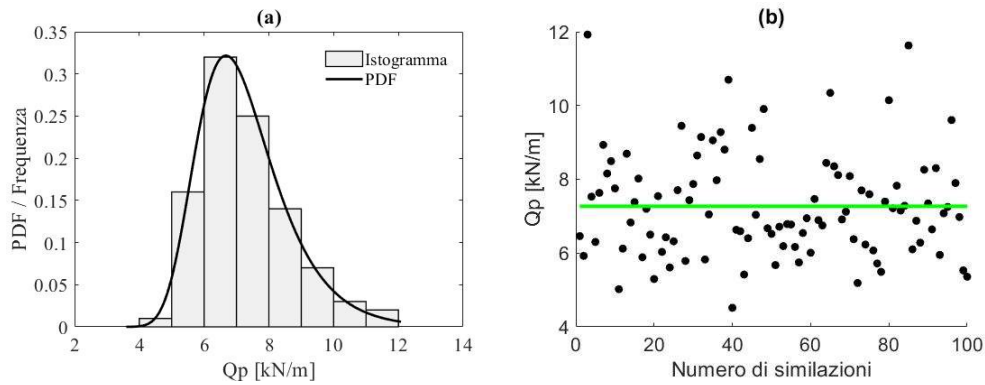 (a)
0.35
0.3
0.25
0.2
0.15
0.1
0.05
0
PDF / Frequenza
Istogramma
PDF
2 4 6 8 10 12 14
Qp [kN/m]
(b)
12
10
8
6
4
Qp [kN/m]
0 20 40 60 80 100
Numero di similazioni